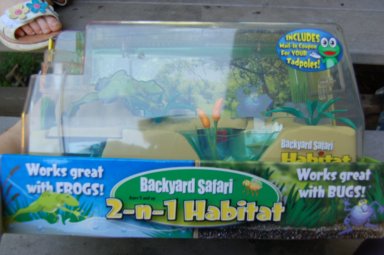 INCLUDES
Mail-In Coupon
For YOUR
Tadpoles!
Backyard Safari
Habitat
Works great
with FROGS!
Backyard Safari
2-n-1 Habitat
Works great
with BUGS!